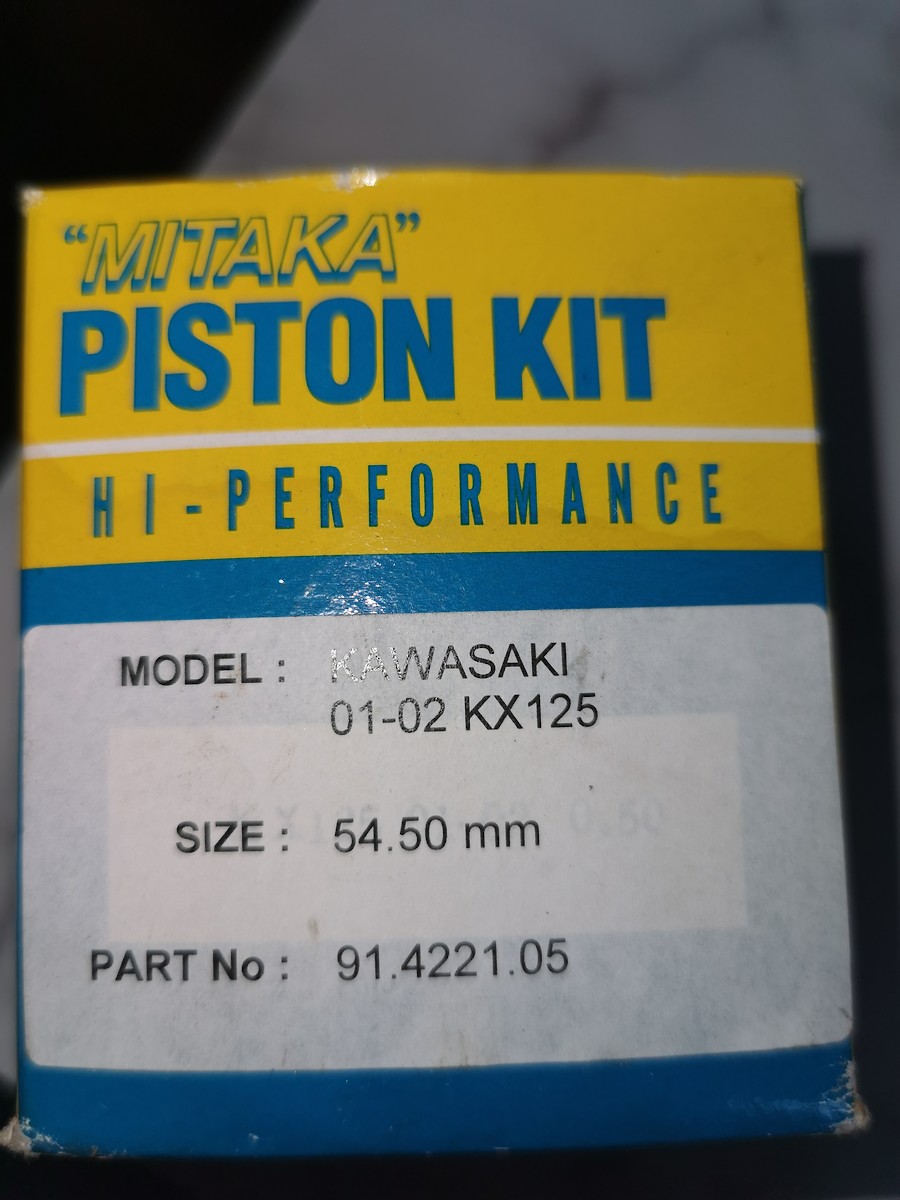 "MITAKA"
PISTON KIT
HI-PERFORMANCE
MODEL : KAWASAKI
01-02 KX125
SIZE : 54.50 mm
PART No : 91.4221.05